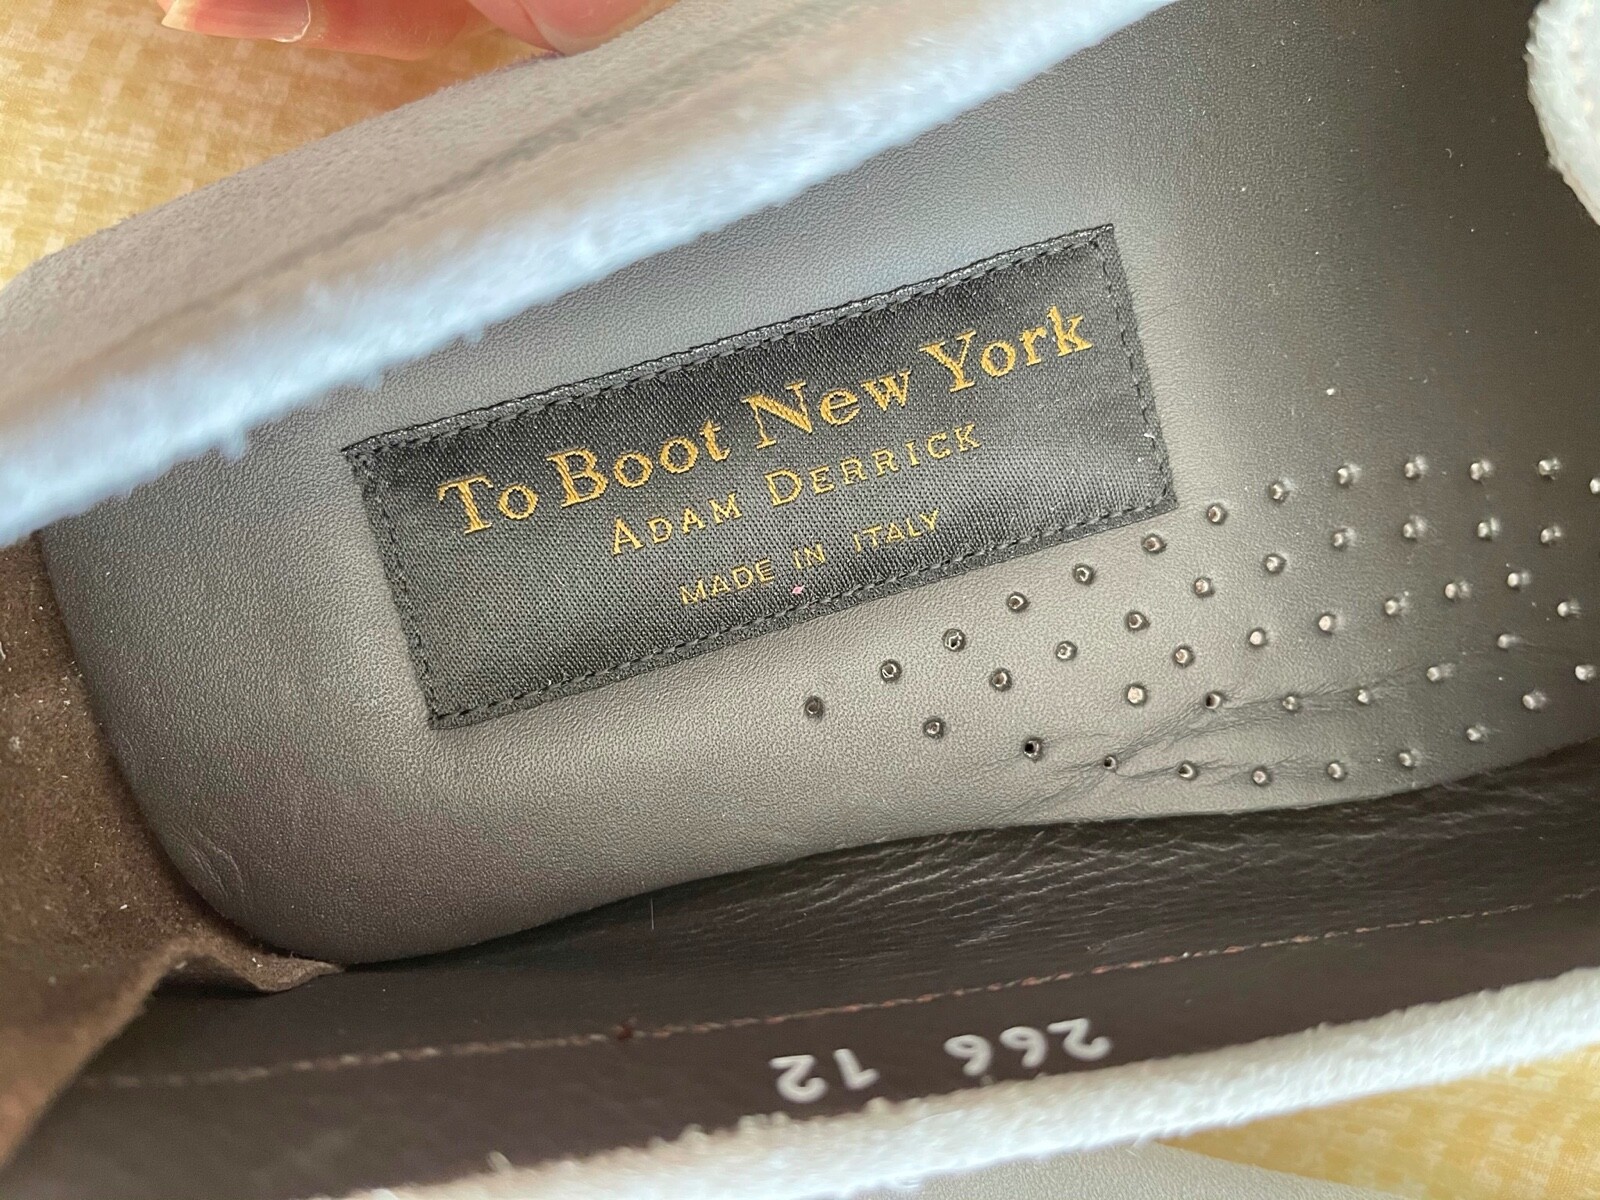 To Boot New York
ADAM DERRICK
MADE IN ITALY
266 12